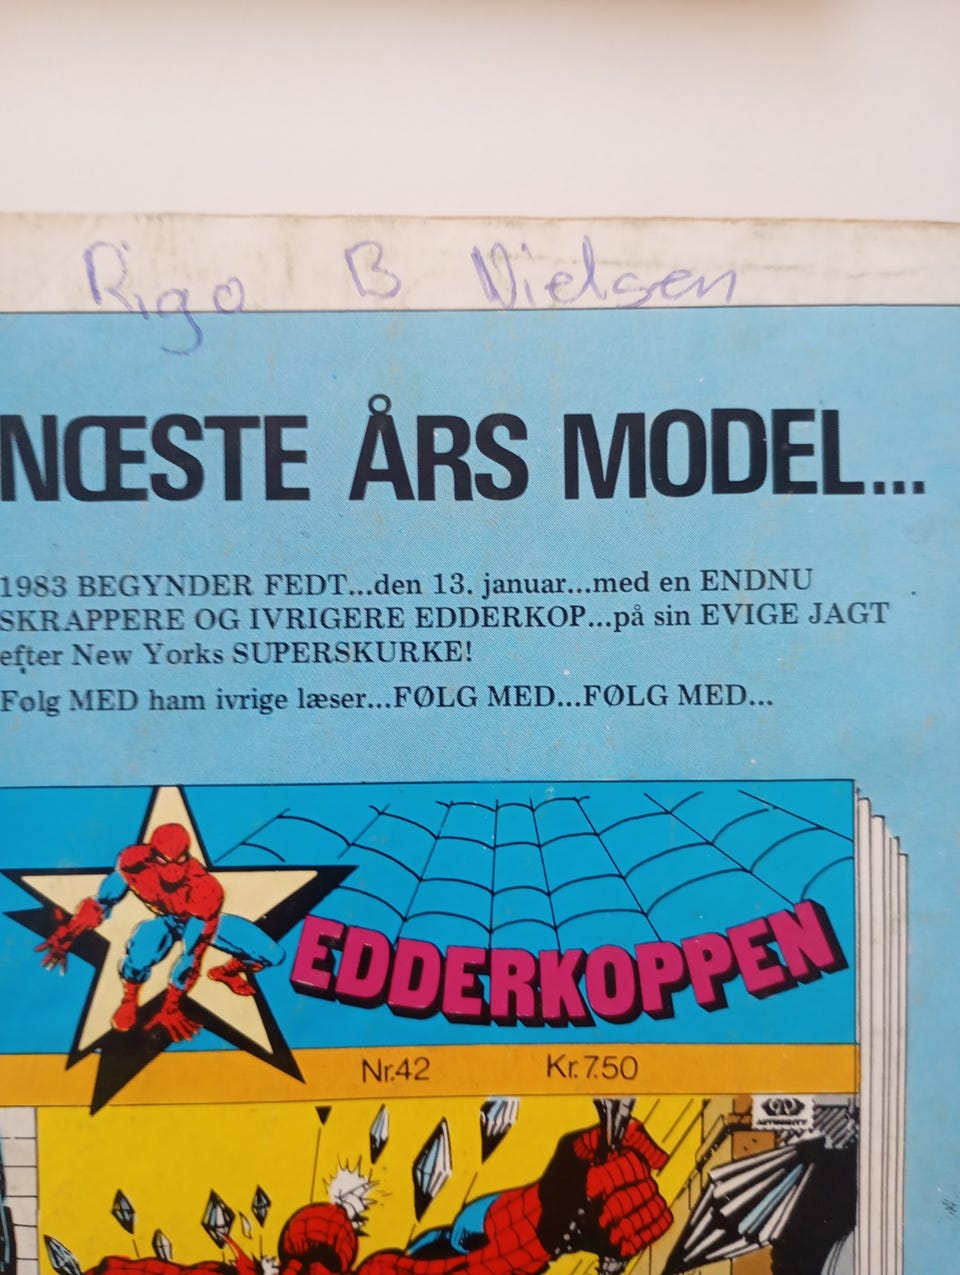 Rigo B Nielsen
NŒSTE ÅRS MODEL...
1983 BEGYNDER FEDT...den 13. januar...med en ENDNU
SKRAPPERE OG IVRIGERE EDDERKOP...på sin EVIGE JAGT
efter New Yorks SUPERSKURKE!
Følg MED ham ivrige læser...FØLG MED...FØLG MED...
EDDERKOPPEN
Nr.42 Kr.7.50